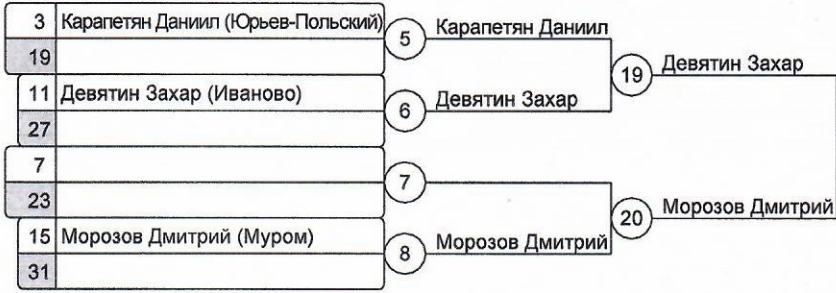 3 Карапетян Даниил (Юрьев-Польский)
5 Карапетян Даниил
19
19 Девятин Захар
11 Девятин Захар (Иваново)
6 Девятин Захар
27
7
7
23
20 Морозов Дмитрий
15 Морозов Дмитрий (Муром)
8 Морозов Дмитрий
31